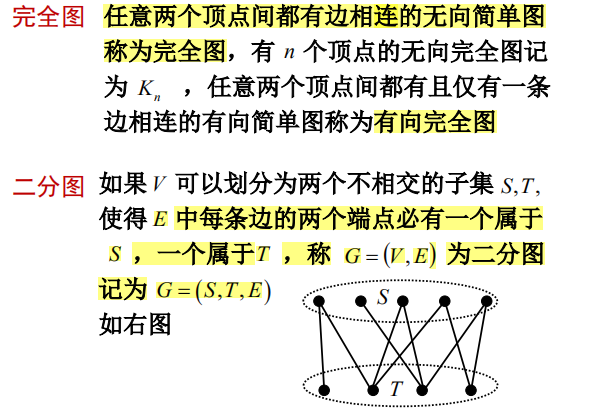 完全图 任意两个顶点间都有边相连的无向简单图
称为完全图，有 n 个顶点的无向完全图记
为 Kₙ ，任意两个顶点间都有且仅有一条
边相连的有向简单图称为有向完全图
二分图 如果 V 可以划分为两个不相交的子集 S,T,
使得 E 中每条边的两个端点必有一个属于
S ，一个属于T ，称 G=(V,E) 为二分图
记为 G=(S,T,E)
如右图
S
T